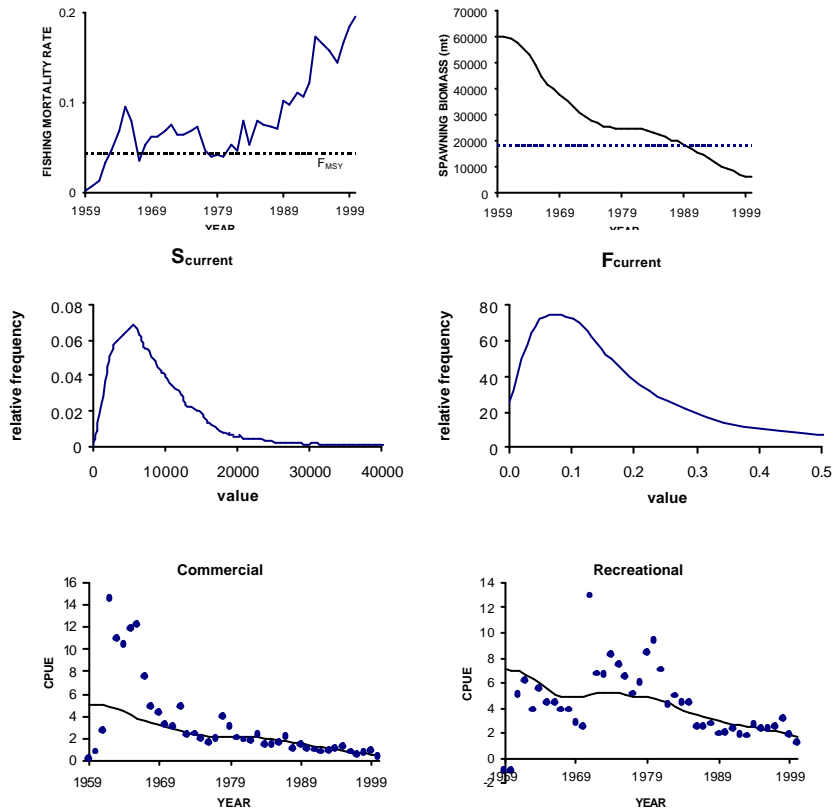 FISHING MORTALITY RATE
0.2
0.1
0
F MSY
1959 1969 1979 1989 1999
YEAR
SPAWNING BIOMASS (mt)
70000
60000
50000
40000
30000
20000
10000
0
1959 1969 1979 1989 1999
YEAR
Scurrent
relative frequency
0.08
0.06
0.04
0.02
0
0 10000 20000 30000 40000
value
Fcurrent
relative frequency
80
60
40
20
0
0.0 0.1 0.2 0.3 0.4 0.5
value
Commercial
CPUE
16
14
12
10
8
6
4
2
0
1959 1969 1979 1989 1999
YEAR
Recreational
CPUE
14
12
10
8
6
4
2
0
-2
1959 1969 1979 1989 1999
YEAR